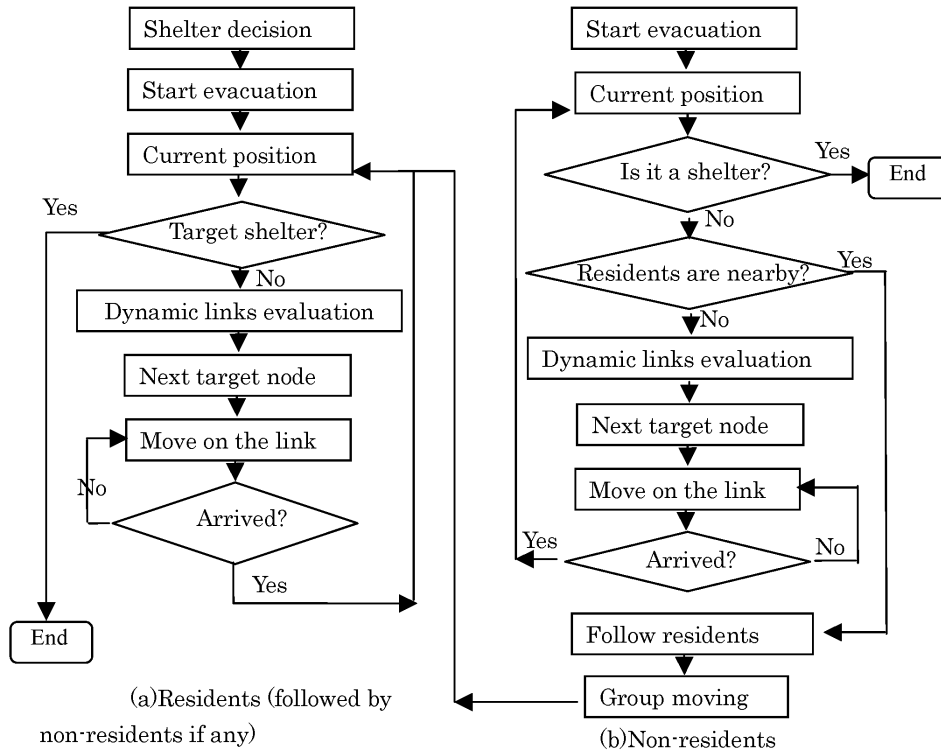 Shelter decision
Start evacuation
Current position
Yes
Target shelter?
No
Dynamic links evaluation
Next target node
Move on the link
No
Arrived?
Yes
End
(a)Residents (followed by
non-residents if any)
Start evacuation
Current position
Yes
Is it a shelter?
End
No
Residents are nearby?
Yes
No
Dynamic links evaluation
Next target node
Move on the link
Yes
Arrived?
No
Follow residents
Group moving
(b)Non-residents